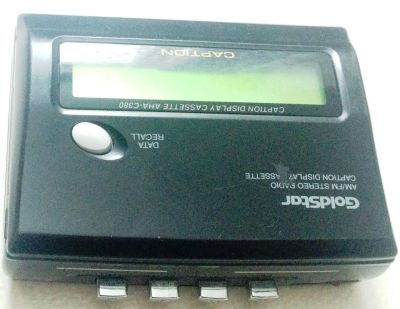 GoldStar
AM/FM STEREO RADIO
CAPTION DISPLAY CASSETTE
DATA
RECALL
CAPTION DISPLAY CASSETTE AHA-C380
CAPTION